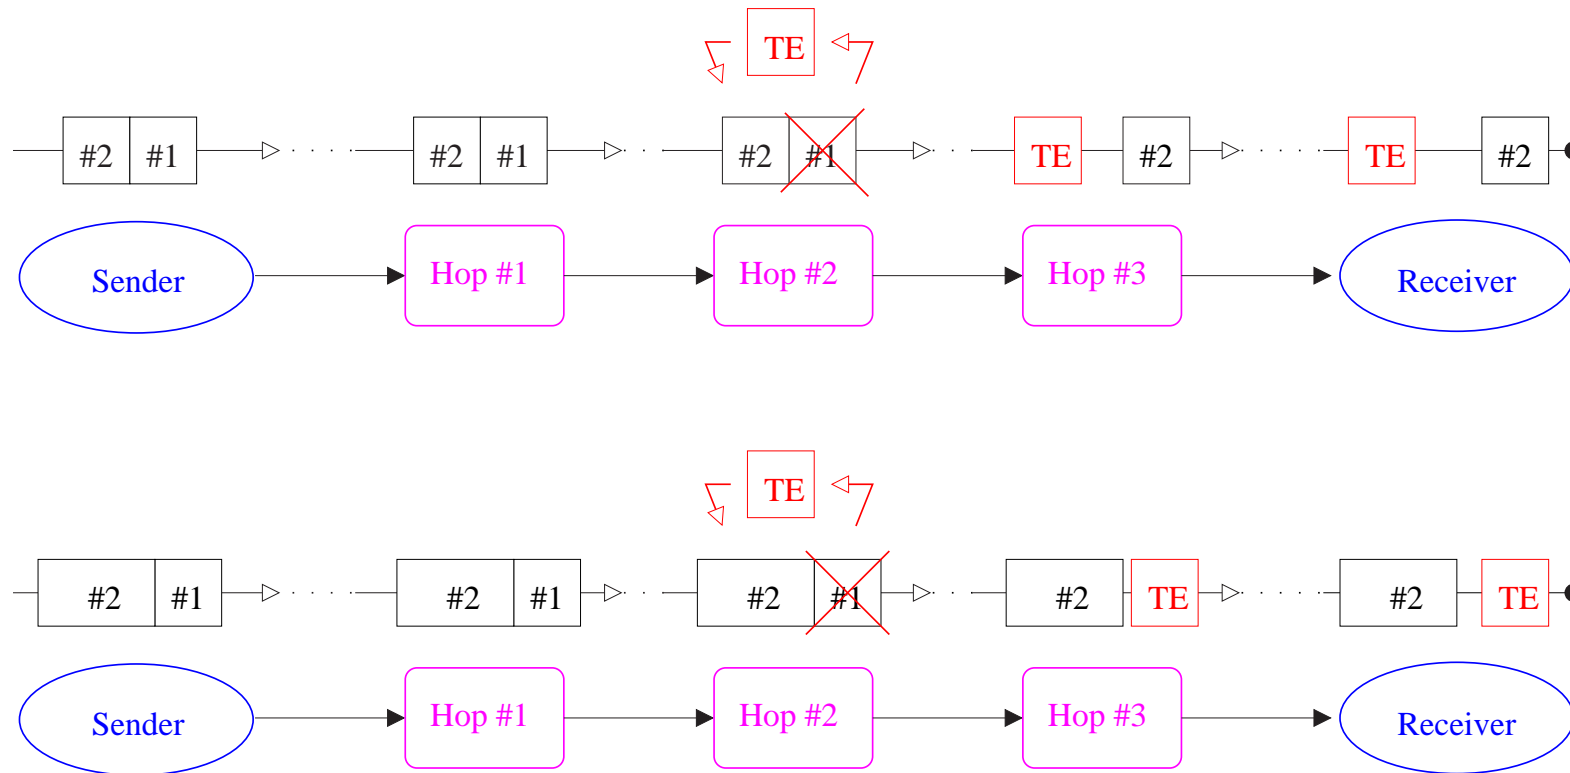 TE
#2 #1 #2 #1 #2 #1 TE #2 TE #2
Sender Hop #1 Hop #2 Hop #3 Receiver
TE
#2 #1 #2 #1 #2 #1 #2 TE #2 TE
Sender Hop #1 Hop #2 Hop #3 Receiver